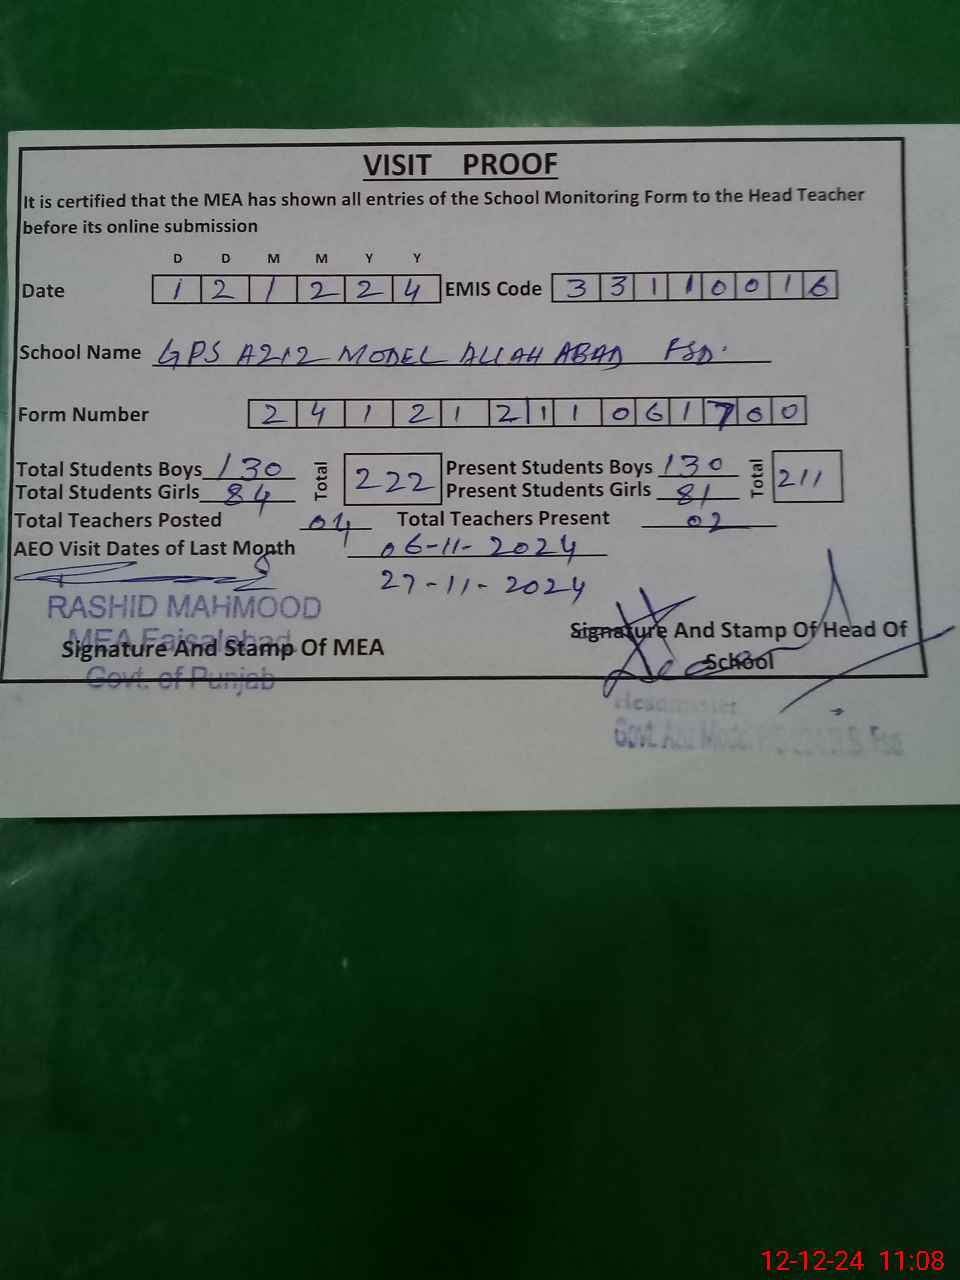 VISIT PROOF
It is certified that the MEA has shown all entries of the School Monitoring Form to the Head Teacher
before its online submission
D D M M Y Y
Date 1 2 1 2 2 4 EMIS Code 3 3 1 1 0 0 1 6
School Name GPS AZIZ MODEL ALLAH ABAD FSD.
Form Number 2 4 1 2 1 2 1 1 0 6 1 7 0 0
Total Students Boys 130 Total 222 Present Students Boys 130 Total 211
Total Students Girls 84 Present Students Girls 81
Total Teachers Posted 04 Total Teachers Present 02
AEO Visit Dates of Last Month 06-11-2024
27-11-2024
RASHID MAHMOOD
MEA Faisalabad
Signature And Stamp Of MEA
Govt. of Punjab
Signature And Stamp Of Head Of
School
Headmaster
Govt.
12-12-24 11:08